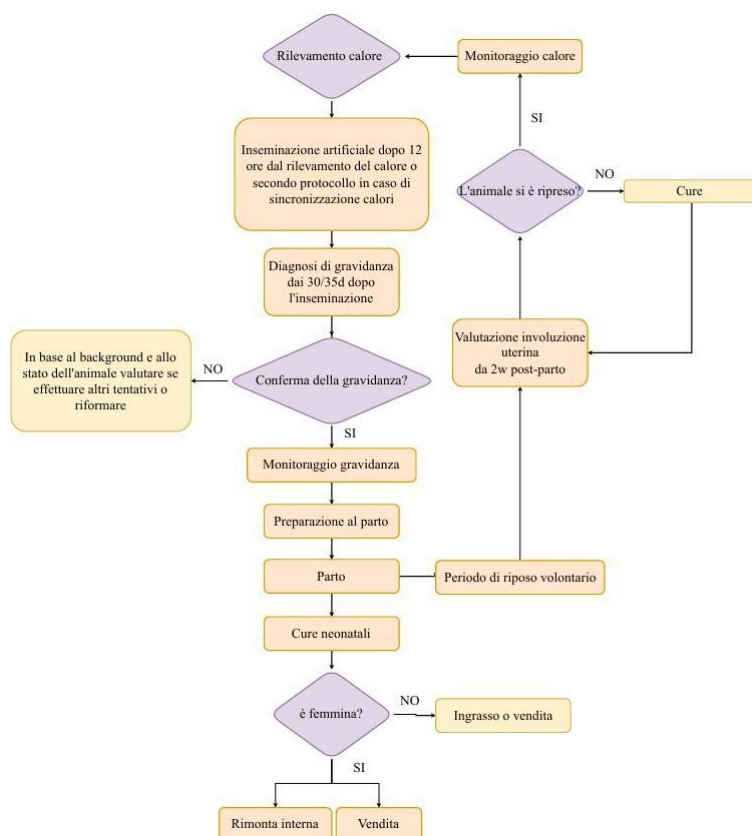 Rilevamento calore
Monitoraggio calore
SI
Inseminazione artificiale dopo 12
ore dal rilevamento del calore o
secondo protocollo in caso di
sincronizzazione calori
L'animale si è ripreso?
NO
Cure
Diagnosi di gravidanza
dai 30/35d dopo
l'inseminazione
Valutazione involuzione
uterina
da 2w post-parto
In base al background e allo
stato dell'animale valutare se
effettuare altri tentativi o
riformare
NO
Conferma della gravidanza?
SI
Monitoraggio gravidanza
Preparazione al parto
Parto
Periodo di riposo volontario
Cure neonatali
è femmina?
NO
Ingrasso o vendita
SI
Rimonta interna
Vendita